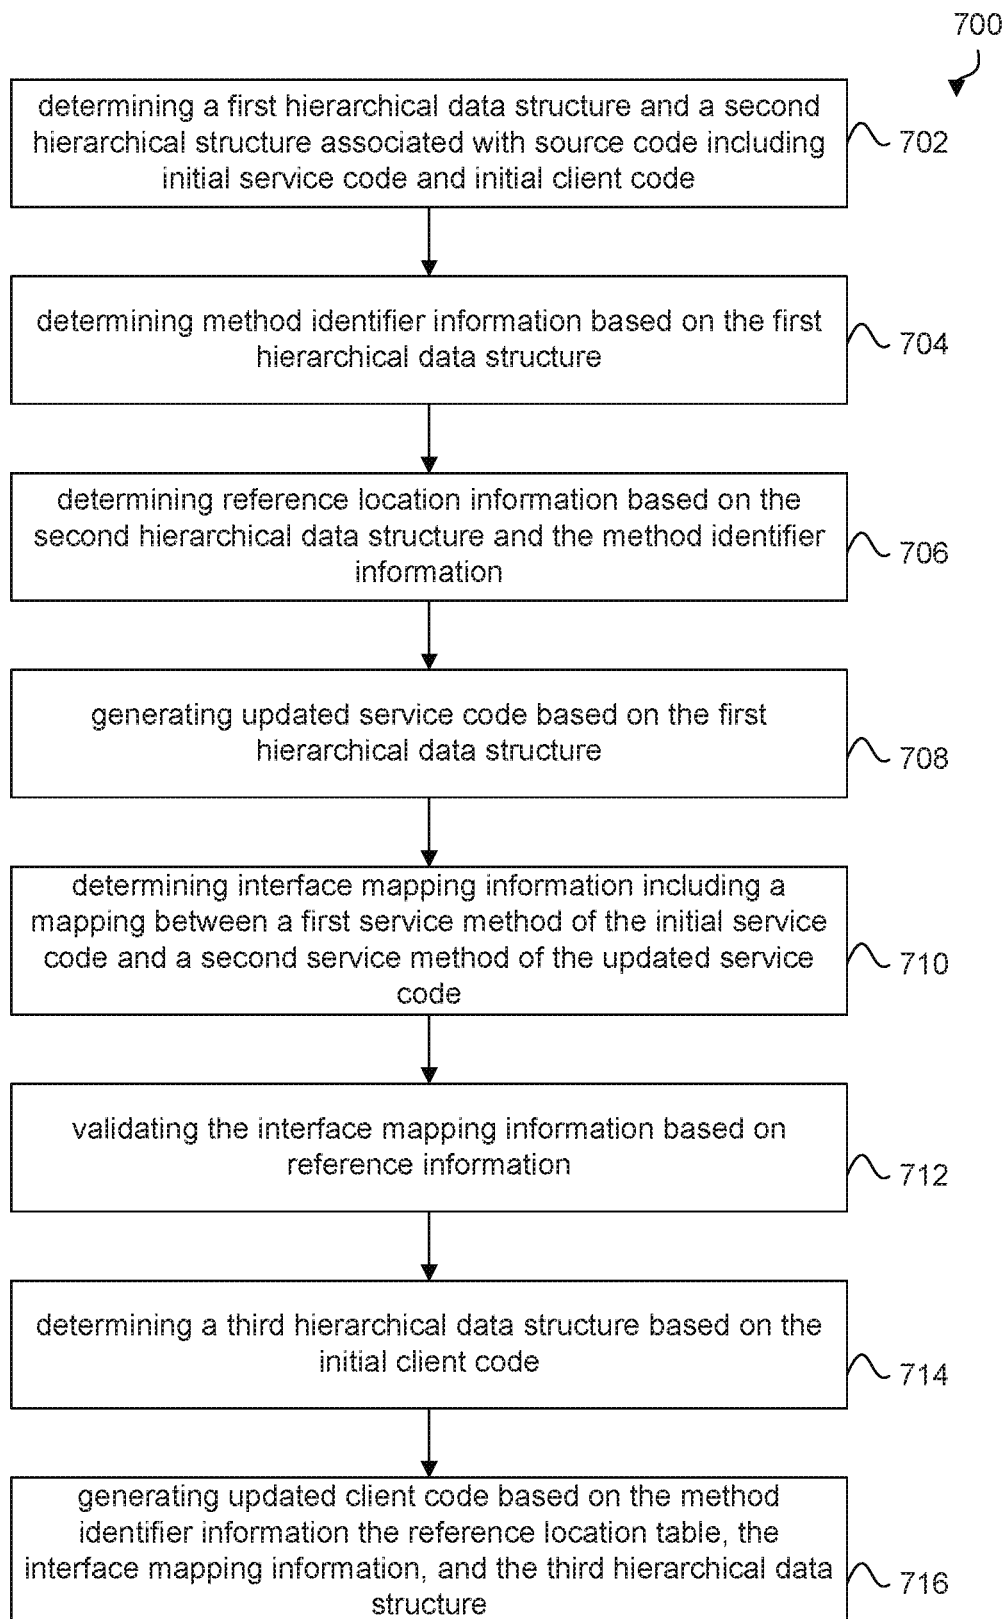 700
determining a first hierarchical data structure and a second
hierarchical structure associated with source code including
initial service code and initial client code
702
determining method identifier information based on the first
hierarchical data structure
704
determining reference location information based on the
second hierarchical data structure and the method identifier
information
706
generating updated service code based on the first
hierarchical data structure
708
determining interface mapping information including a
mapping between a first service method of the initial service
code and a second service method of the updated service
code
710
validating the interface mapping information based on
reference information
712
determining a third hierarchical data structure based on the
initial client code
714
generating updated client code based on the method
identifier information the reference location table, the
interface mapping information, and the third hierarchical data
structure
716